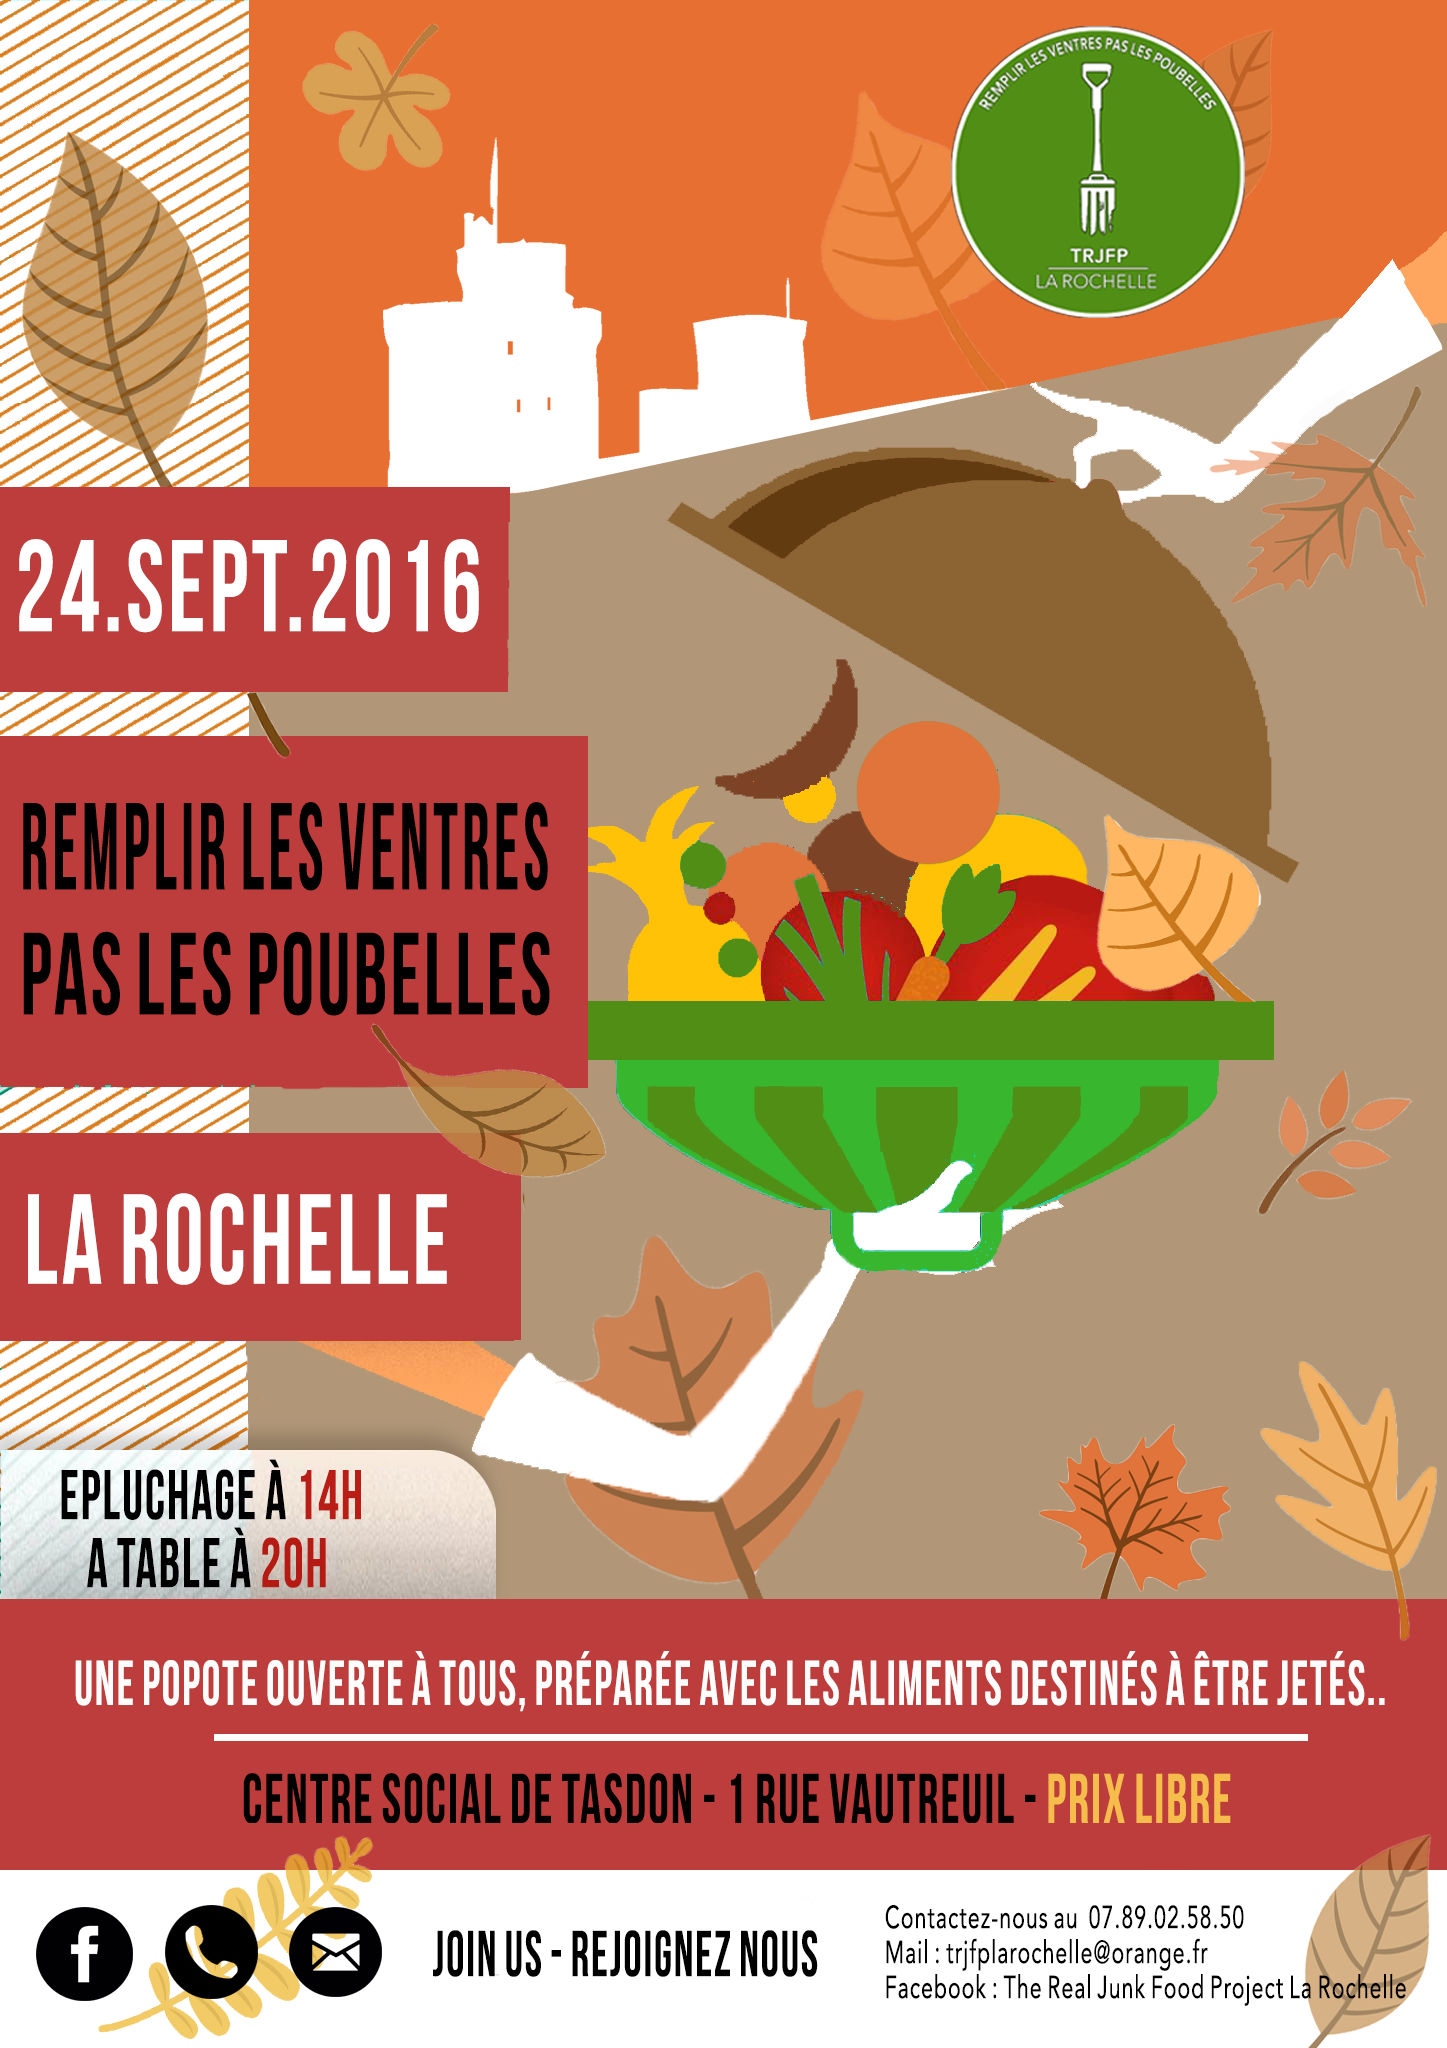 REMPLIR LES VENTRES PAS LES POUBELLES
TRJFP
LA ROCHELLE
24.SEPT.2016
REMPLIR LES VENTRES
PAS LES POUBELLES
LA ROCHELLE
EPLUCHAGE À 14H
A TABLE À 20H
UNE POPOTE OUVERTE À TOUS, PRÉPARÉE AVEC LES ALIMENTS DESTINÉS À ÊTRE JETÉS..
CENTRE SOCIAL DE TASDON - 1 RUE VAUTREUIL - PRIX LIBRE
JOIN US - REJOIGNEZ NOUS
Contactez-nous au 07.89.02.58.50
Mail : trjfplarochelle@orange.fr
Facebook : The Real Junk Food Project La Rochelle